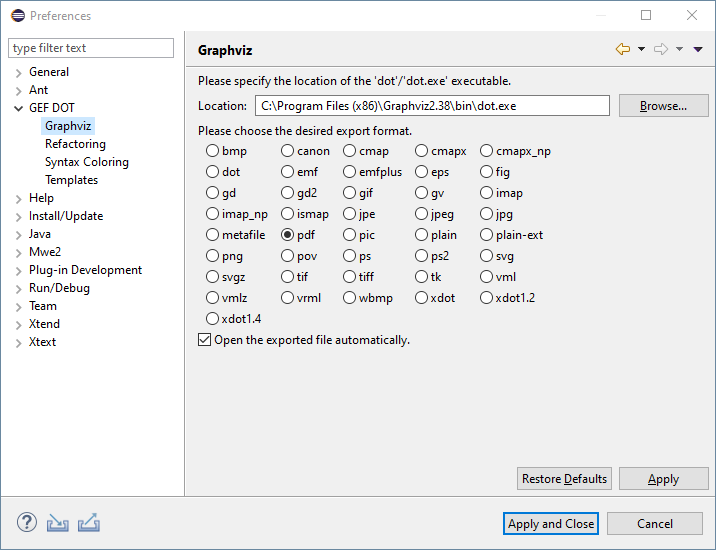 Preferences
type filter text
General
Ant
GEF DOT
Graphviz
Refactoring
Syntax Coloring
Templates
Help
Install/Update
Java
Mwe2
Plug-in Development
Run/Debug
Team
Xtend
Xtext
Graphviz
Please specify the location of the 'dot'/'dot.exe' executable.
Location: C:\Program Files (x86)\Graphviz2.38\bin\dot.exe Browse...
Please choose the desired export format.
bmp canon cmap cmapx cmapx_np
dot emf emfplus eps fig
gd gd2 gif gv imap
imap_np ismap jpe jpeg jpg
metafile pdf pic plain plain-ext
png pov ps ps2 svg
svgz tif tiff tk vml
vmlz vrml wbmp xdot xdot1.2
xdot1.4
Open the exported file automatically.
Restore Defaults Apply
? Apply and Close Cancel